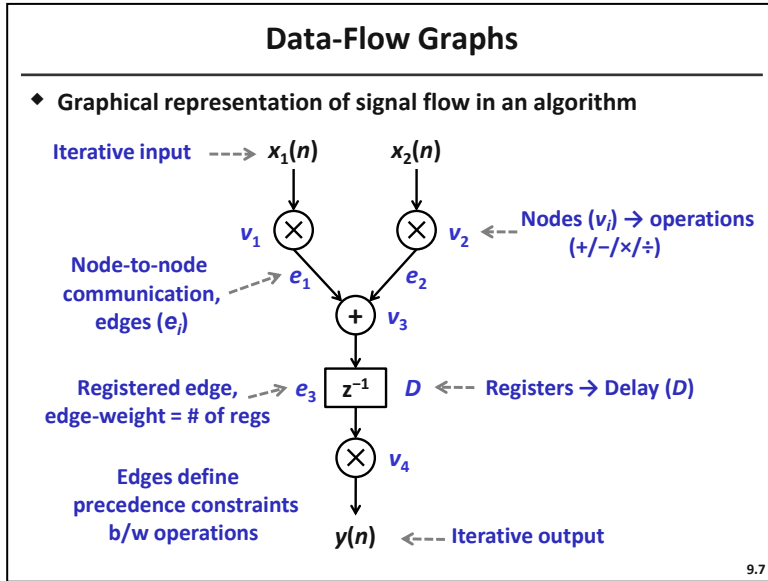 Data-Flow Graphs
◆ Graphical representation of signal flow in an algorithm
Iterative input
x₁(n)
x₂(n)
×
v₁
×
v₂
Nodes (vᵢ) → operations
(+/−/×/÷)
Node-to-node
communication,
edges (eᵢ)
e₁
e₂
+
v₃
Registered edge,
edge-weight = # of regs
e₃
z⁻¹
D
Registers → Delay (D)
×
v₄
Edges define
precedence constraints
b/w operations
y(n)
Iterative output
9.7